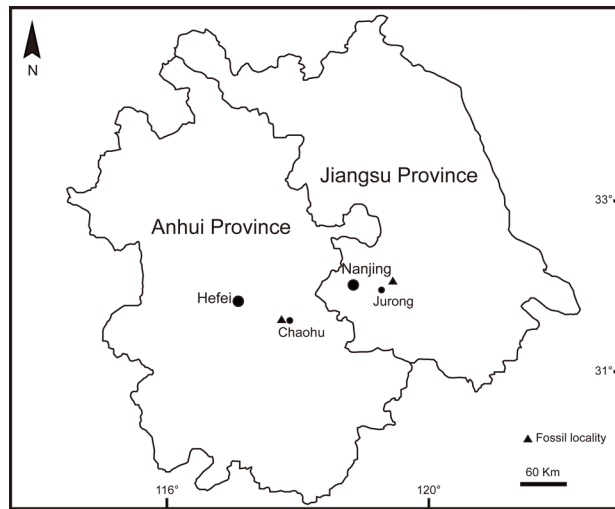 N
Jiangsu Province
33°
Anhui Province
Nanjing
Hefei
Jurong
Chaohu
31°
Fossil locality
60 Km
116°
120°